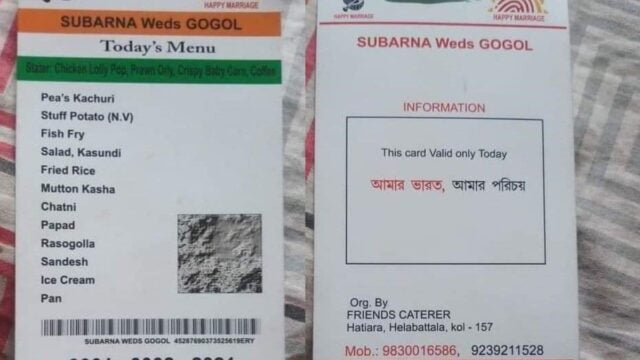 HAPPY MARRIAGE
SUBARNA Weds GOGOL
Today's Menu
Stater: Chicken Lolly Pop, Prawn Orly, Crispy Baby Corn, Coffee
Pea's Kachuri
Stuff Potato (N.V)
Fish Fry
Salad, Kasundi
Fried Rice
Mutton Kasha
Chatni
Papad
Rasogolla
Sandesh
Ice Cream
Pan
SUBARNA WEDS GOGOL 4528769037352561​9ERY
HAPPY MARRIAGE
HAPPY MARRIAGE
SUBARNA Weds GOGOL
INFORMATION
This card Valid only Today
আমার ভারত, আমার পরিচয়
Org. By
FRIENDS CATERER
Hatiara, Helabattala, kol - 157
Mob.: 9830016586, 9239211528